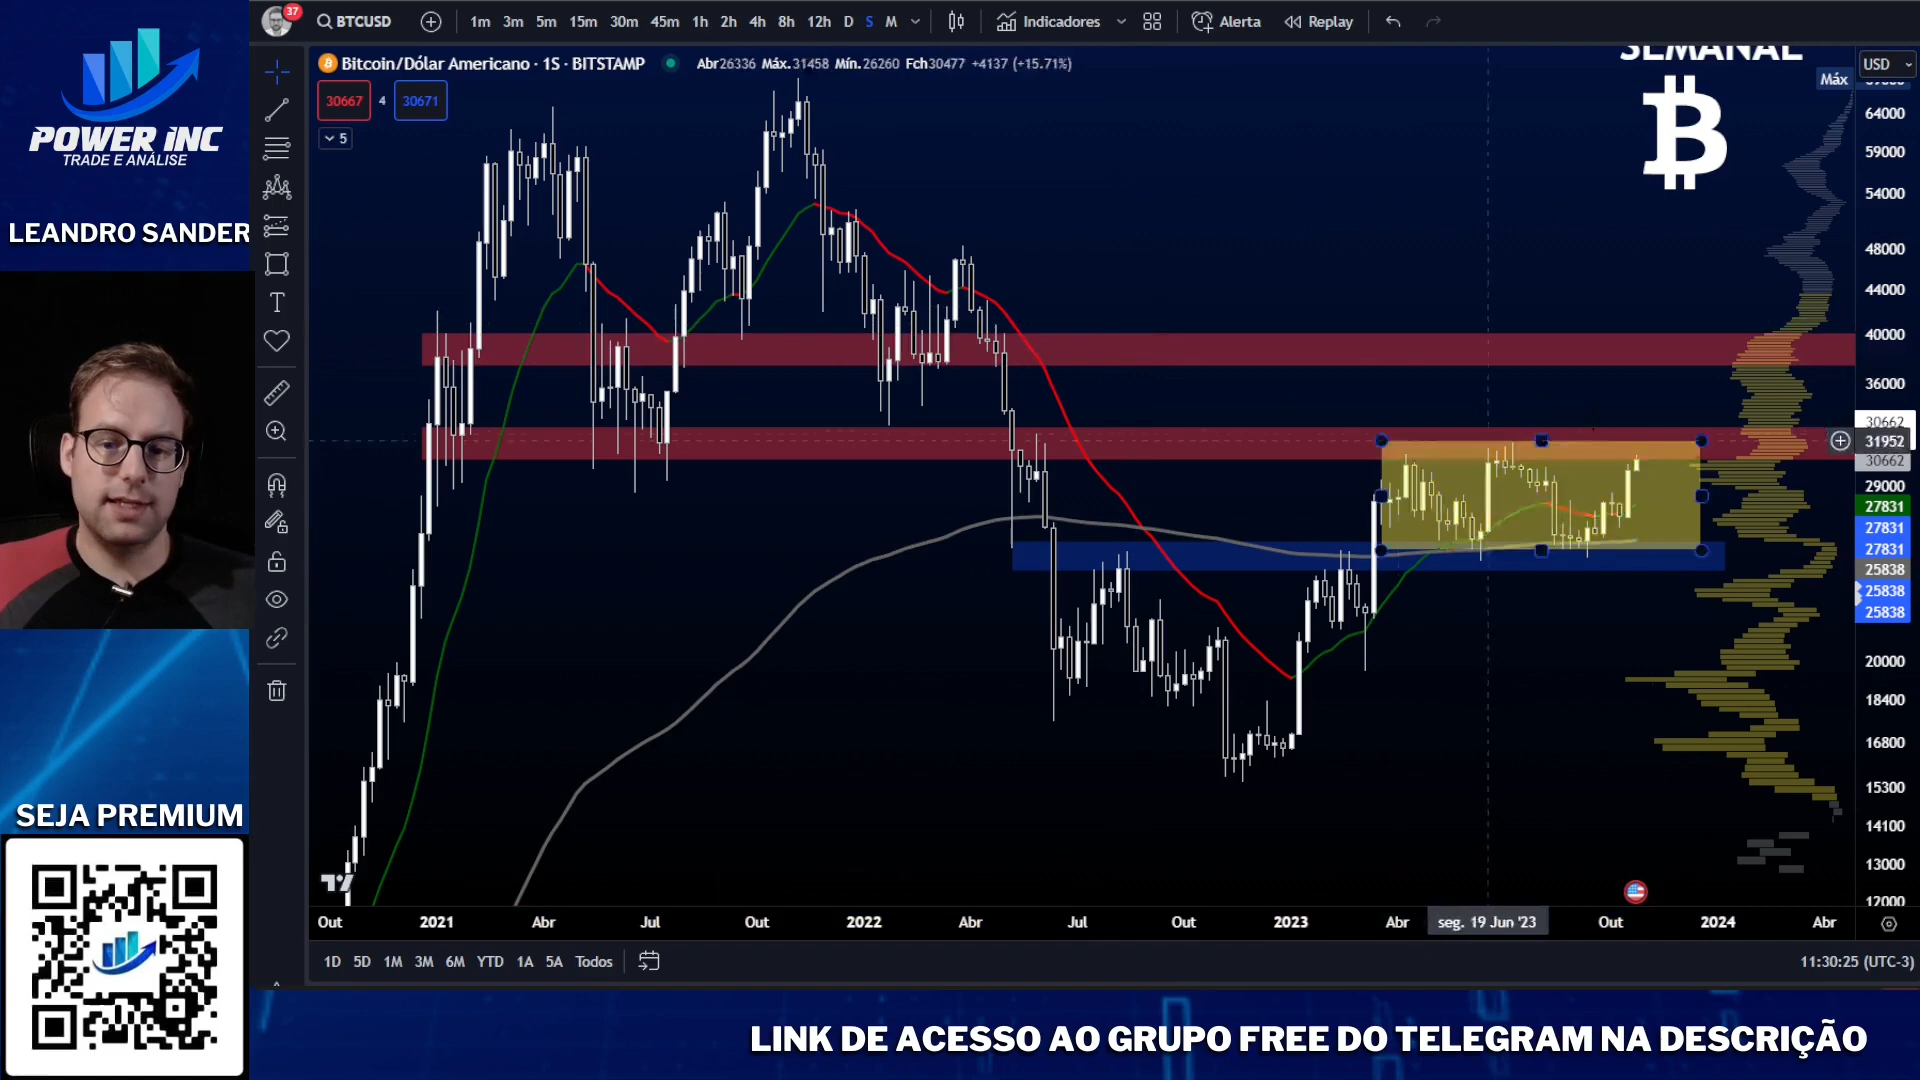 POWER INC
TRADE E ANÁLISE
LEANDRO SANDER
SEJA PREMIUM
37
BTCUSD
1m 3m 5m 15m 30m 45m 1h 2h 4h 8h 12h D S M
Indicadores
Alerta
Replay
Bitcoin/Dólar Americano · 1S · BITSTAMP
Abr26336 Máx.31458 Mín.26260 Fch30477 +4137 (+15.71%)
30667 4 30671
5
SEMANAL
USD
Máx
64000
59000
54000
48000
44000
40000
36000
30662
31952
30662
29000
27831
27831
27831
25838
25838
25838
20000
18400
16800
15300
14100
13000
12000
Out 2021 Abr Jul Out 2022 Abr Jul Out 2023 Abr seg. 19 Jun '23 Out 2024 Abr
1D 5D 1M 3M 6M YTD 1A 5A Todos
11:30:25 (UTC-3)
LINK DE ACESSO AO GRUPO FREE DO TELEGRAM NA DESCRIÇÃO